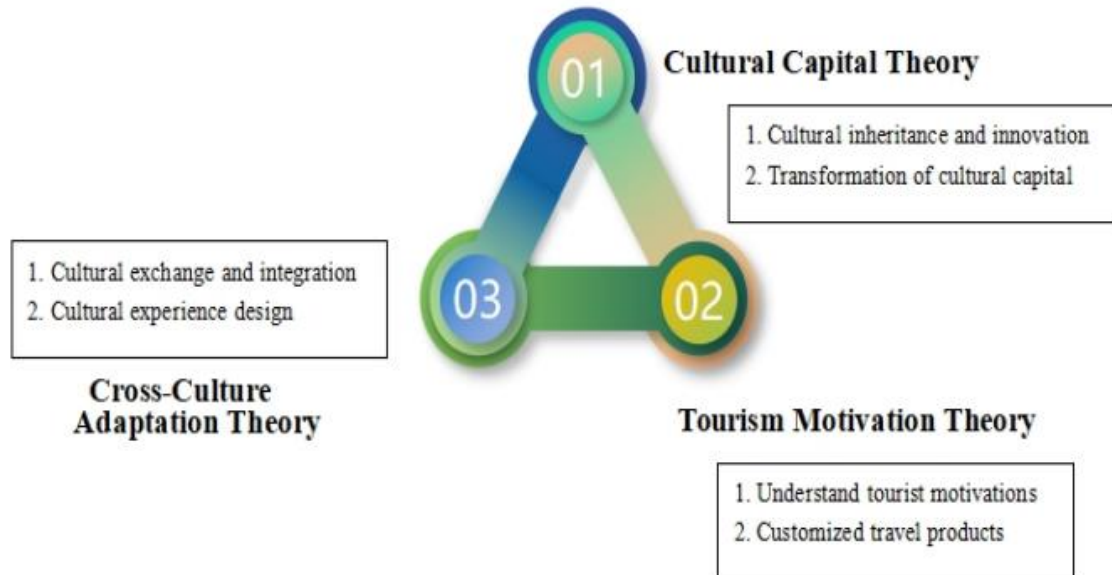 01
Cultural Capital Theory
1. Cultural inheritance and innovation
2. Transformation of cultural capital
02
Tourism Motivation Theory
1. Understand tourist motivations
2. Customized travel products
03
1. Cultural exchange and integration
2. Cultural experience design
Cross-Culture
Adaptation Theory